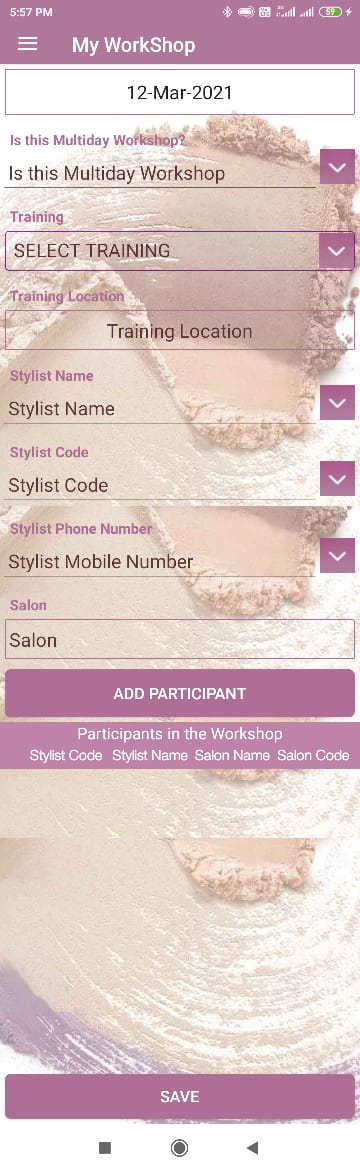 5:57 PM
59
My WorkShop
12-Mar-2021
Is this Multiday Workshop?
Is this Multiday Workshop
Training
SELECT TRAINING
Training Location
Training Location
Stylist Name
Stylist Name
Stylist Code
Stylist Code
Stylist Phone Number
Stylist Mobile Number
Salon
Salon
ADD PARTICIPANT
Participants in the Workshop
Stylist Code Stylist Name Salon Name Salon Code
SAVE